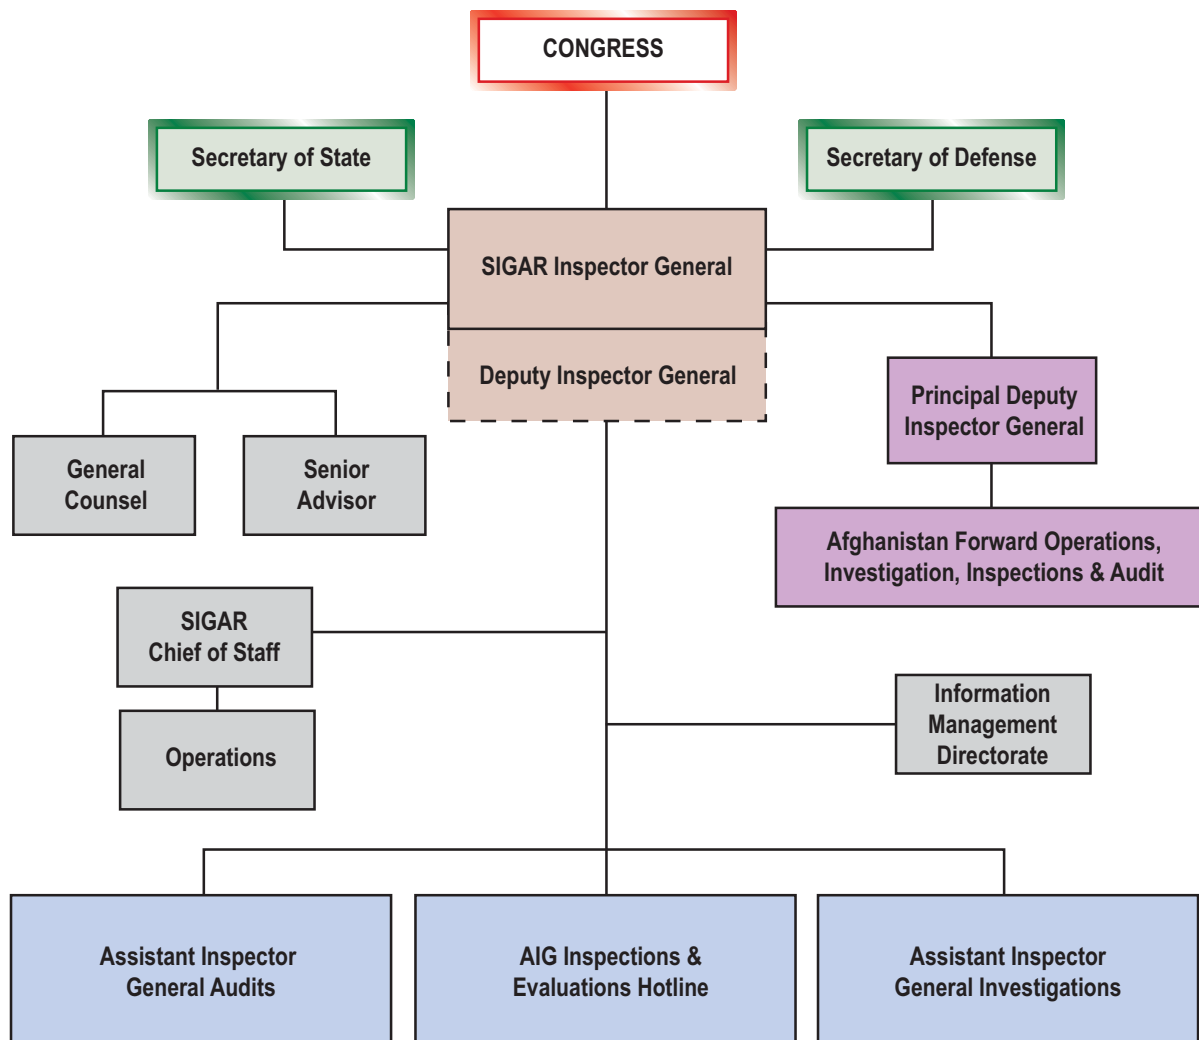 CONGRESS
Secretary of State
Secretary of Defense
SIGAR Inspector General
Deputy Inspector General
Principal Deputy
Inspector General
General
Counsel
Senior
Advisor
Afghanistan Forward Operations,
Investigation, Inspections & Audit
SIGAR
Chief of Staff
Information
Management
Directorate
Operations
Assistant Inspector
General Audits
AIG Inspections &
Evaluations Hotline
Assistant Inspector
General Investigations